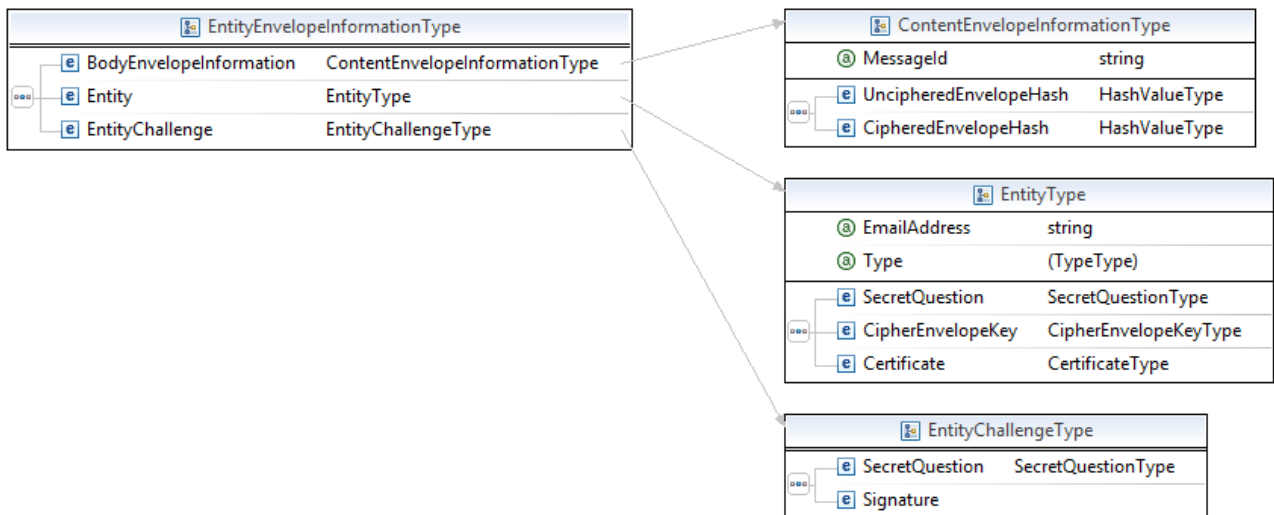 EntityEnvelopeInformationType
e BodyEnvelopeInformation ContentEnvelopeInformationType
e Entity EntityType
e EntityChallenge EntityChallengeType
ContentEnvelopeInformationType
a MessageId string
e UncipheredEnvelopeHash HashValueType
e CipheredEnvelopeHash HashValueType
EntityType
a EmailAddress string
a Type (TypeType)
e SecretQuestion SecretQuestionType
e CipherEnvelopeKey CipherEnvelopeKeyType
e Certificate CertificateType
EntityChallengeType
e SecretQuestion SecretQuestionType
e Signature